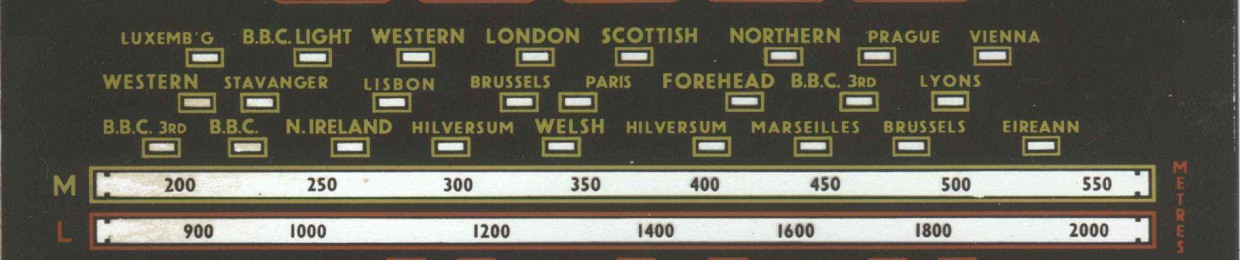 LUXEMB'G B.B.C. LIGHT WESTERN LONDON SCOTTISH NORTHERN PRAGUE VIENNA
WESTERN STAVANGER LISBON BRUSSELS PARIS FOREHEAD B.B.C. 3RD LYONS
B.B.C. 3RD B.B.C. N.IRELAND HILVERSUM WELSH HILVERSUM MARSEILLES BRUSSELS EIREANN
M 200 250 300 350 400 450 500 550
L 900 1000 1200 1400 1600 1800 2000
METRES